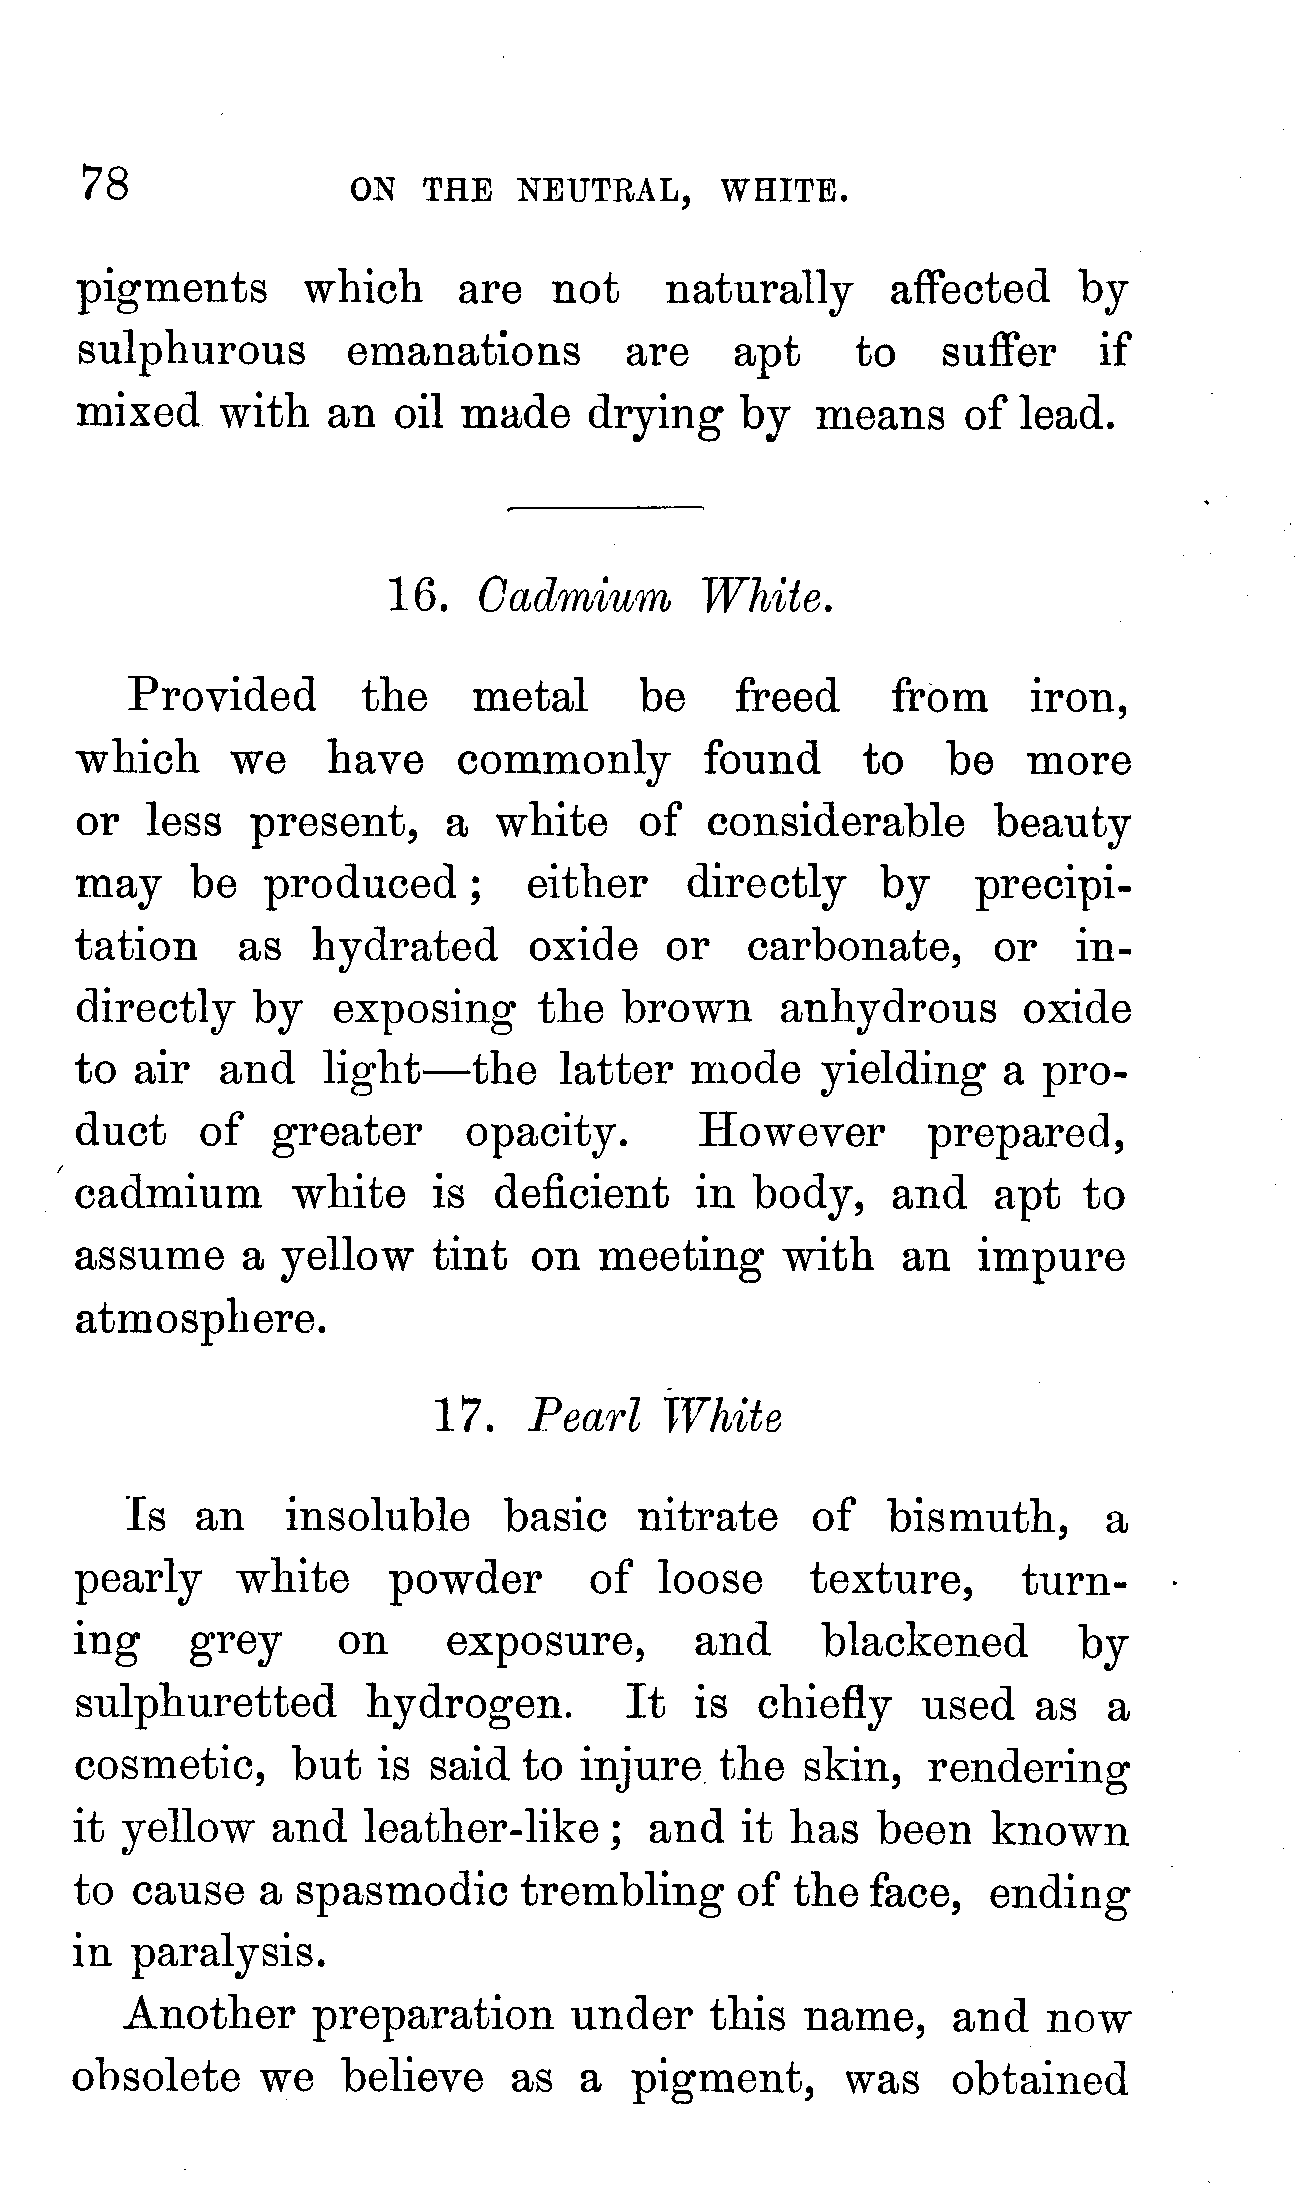 78 ON THE NEUTRAL, WHITE.
pigments which are not naturally affected by
sulphurous emanations are apt to suffer if
mixed with an oil made drying by means of lead.
16. Cadmium White.
Provided the metal be freed from iron,
which we have commonly found to be more
or less present, a white of considerable beauty
may be produced ; either directly by precipi-
tation as hydrated oxide or carbonate, or in-
directly by exposing the brown anhydrous oxide
to air and light—the latter mode yielding a pro-
duct of greater opacity. However prepared,
cadmium white is deficient in body, and apt to
assume a yellow tint on meeting with an impure
atmosphere.
17. Pearl White
Is an insoluble basic nitrate of bismuth, a
pearly white powder of loose texture, turn-
ing grey on exposure, and blackened by
sulphuretted hydrogen. It is chiefly used as a
cosmetic, but is said to injure the skin, rendering
it yellow and leather-like ; and it has been known
to cause a spasmodic trembling of the face, ending
in paralysis.
Another preparation under this name, and now
obsolete we believe as a pigment, was obtained